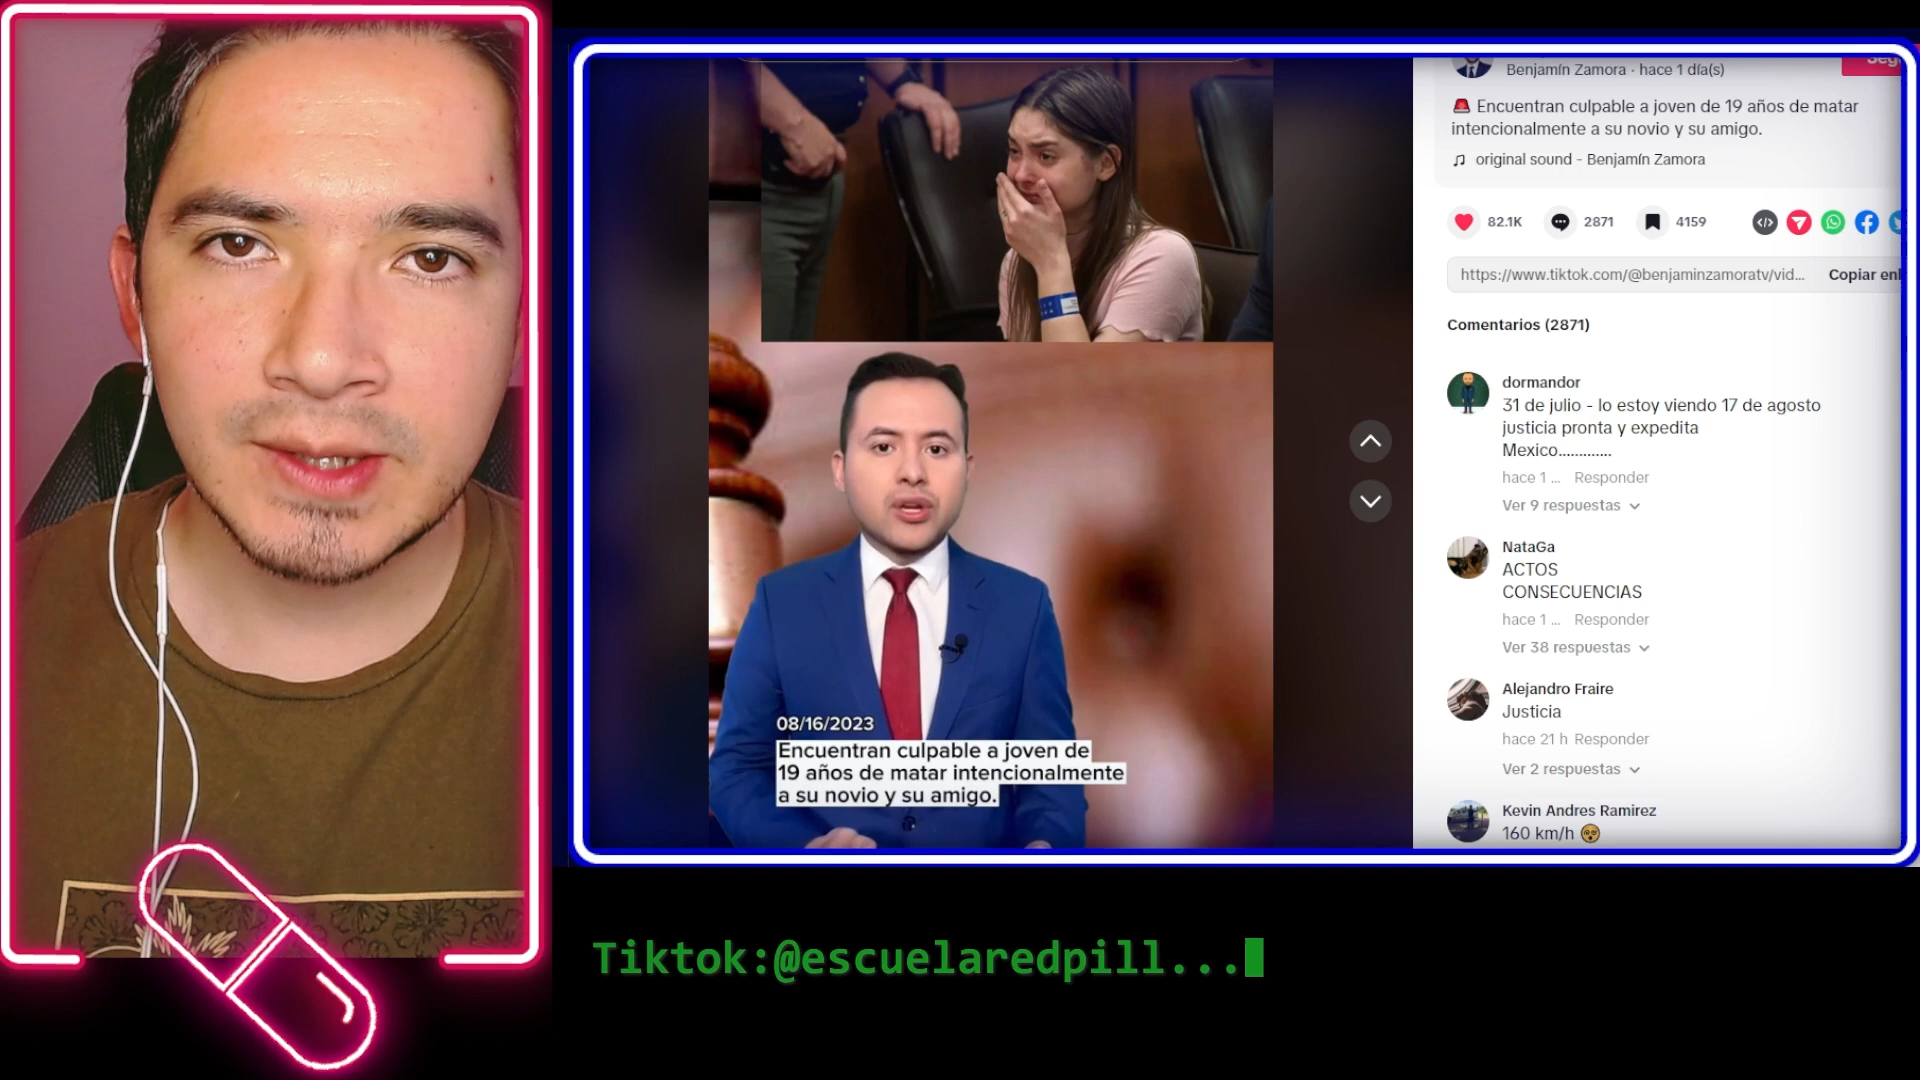 Benjamín Zamora · hace 1 día(s)
🚨 Encuentran culpable a joven de 19 años de matar
intencionalmente a su novio y su amigo.
♫ original sound - Benjamín Zamora
82.1K 2871 4159
https://www.tiktok.com/@benjaminzamoratv/vid... Copiar enl
Comentarios (2871)
dormandor
31 de julio - lo estoy viendo 17 de agosto
justicia pronta y expedita
Mexico.............
hace 1 ... Responder
Ver 9 respuestas
NataGa
ACTOS
CONSECUENCIAS
hace 1 ... Responder
Ver 38 respuestas
Alejandro Fraire
Justicia
hace 21 h Responder
Ver 2 respuestas
Kevin Andres Ramirez
160 km/h 😵
08/16/2023
Encuentran culpable a joven de
19 años de matar intencionalmente
a su novio y su amigo.
Tiktok:@escuelaredpill...